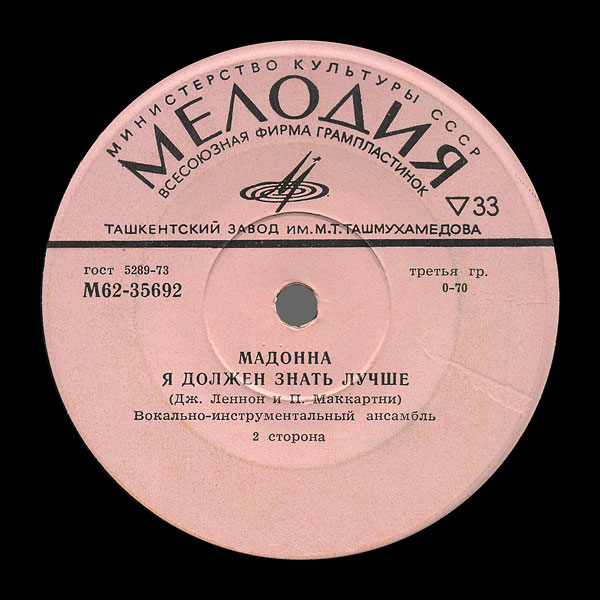 МИНИСТЕРСТВО КУЛЬТУРЫ СССР
МЕЛОДИЯ
ВСЕСОЮЗНАЯ ФИРМА ГРАМПЛАСТИНОК
▽33
ТАШКЕНТСКИЙ ЗАВОД ИМ. М.Т.ТАШМУХАМЕДОВА
гост 5289-73
третья гр.
М62-35692
0-70
МАДОННА
Я ДОЛЖЕН ЗНАТЬ ЛУЧШЕ
(Дж. Леннон и П. Маккартни)
Вокально-инструментальный ансамбль
2 сторона